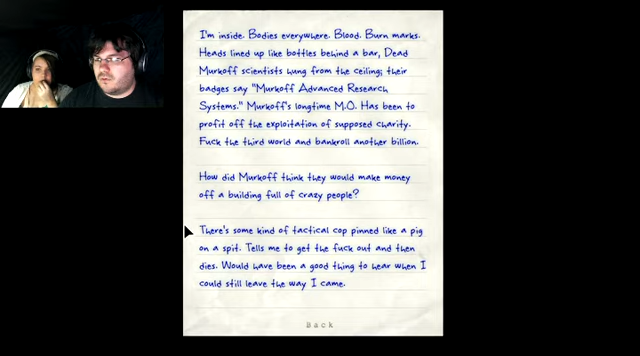 I'm inside. Bodies everywhere. Blood. Burn marks.
Heads lined up like bottles behind a bar, Dead
Murkoff scientists hung from the ceiling; their
badges say "Murkoff Advanced Research
Systems." Murkoff's longtime M.O. Has been to
profit off the exploitation of supposed charity.
Fuck the third world and bankroll another billion.
How did Murkoff think they would make money
off a building full of crazy people?
There's some kind of tactical cop pinned like a pig
on a spit. Tells me to get the fuck out and then
dies. Would have been a good thing to hear when I
could still leave the way I came.
Back